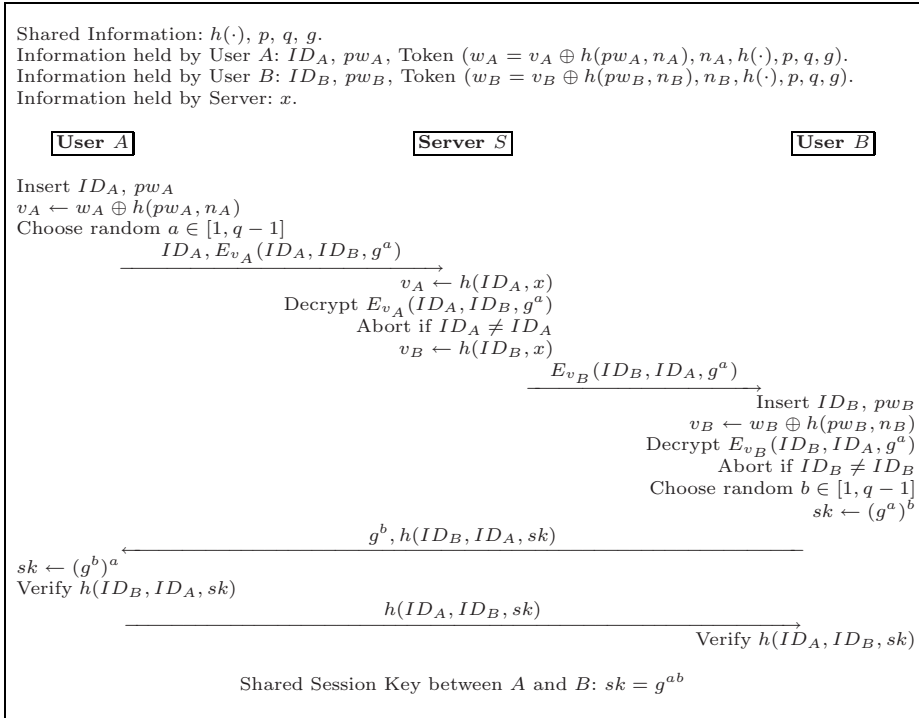 Shared Information: h(·), p, q, g.
Information held by User A: ID_A, pw_A, Token (w_A = v_A ⊕ h(pw_A, n_A), n_A, h(·), p, q, g).
Information held by User B: ID_B, pw_B, Token (w_B = v_B ⊕ h(pw_B, n_B), n_B, h(·), p, q, g).
Information held by Server: x.
User A Server S User B
Insert ID_A, pw_A
v_A ← w_A ⊕ h(pw_A, n_A)
Choose random a ∈ [1, q − 1]
ID_A, E_{v_A}(ID_A, ID_B, g^a)
v_A ← h(ID_A, x)
Decrypt E_{v_A}(ID_A, ID_B, g^a)
Abort if ID_A ≠ ID_A
v_B ← h(ID_B, x)
E_{v_B}(ID_B, ID_A, g^a)
Insert ID_B, pw_B
v_B ← w_B ⊕ h(pw_B, n_B)
Decrypt E_{v_B}(ID_B, ID_A, g^a)
Abort if ID_B ≠ ID_B
Choose random b ∈ [1, q − 1]
sk ← (g^a)^b
g^b, h(ID_B, ID_A, sk)
sk ← (g^b)^a
Verify h(ID_B, ID_A, sk)
h(ID_A, ID_B, sk)
Verify h(ID_A, ID_B, sk)
Shared Session Key between A and B: sk = g^{ab}